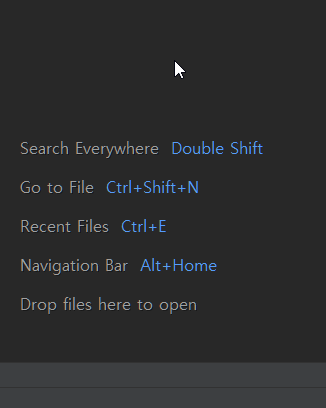 Search Everywhere Double Shift
Go to File Ctrl+Shift+N
Recent Files Ctrl+E
Navigation Bar Alt+Home
Drop files here to open